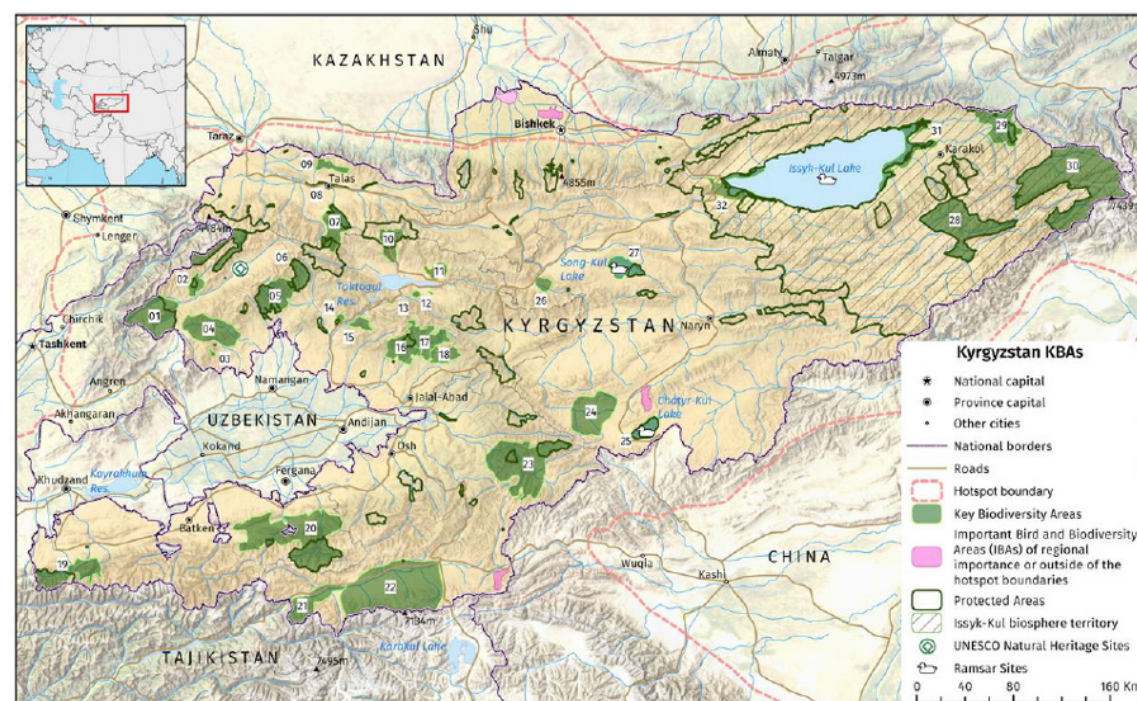 Shu
KAZAKHSTAN
Almaty
Talgar
4973m
Taraz
Bishkek
29
31
Karakol
09
Talas
Issyk-Kul Lake
30
08
4855m
Shymkent
07
32
7439
Lenger
4184m
28
10
06
27
Song-Kul
Lake
02
11
Toktogul
Res.
05
26
01
14
13
12
Chirchik
04
15
KYRGYZSTAN
Naryn
Tashkent
03
16
17
18
Kyrgyzstan KBAs
Angren
Namangan
National capital
Jalal-Abad
24
Chatyr-Kul
Lake
Province capital
Akhangaran
UZBEKISTAN
Andijan
Other cities
Kokand
Osh
25
National borders
23
Roads
Khudzand
Kayrakhum
Res.
Fergana
Hotspot boundary
Batken
20
Key Biodiversity Areas
Important Bird and Biodiversity
Areas (IBAs) of regional
importance or outside of the
hotspot boundaries
CHINA
Wuqia
Kashi
19
22
Protected Areas
21
Issyk-Kul biosphere territory
7134m
UNESCO Natural Heritage Sites
Karakul Lake
TAJIKISTAN
7495m
Ramsar Sites
0 40 80 160 Km